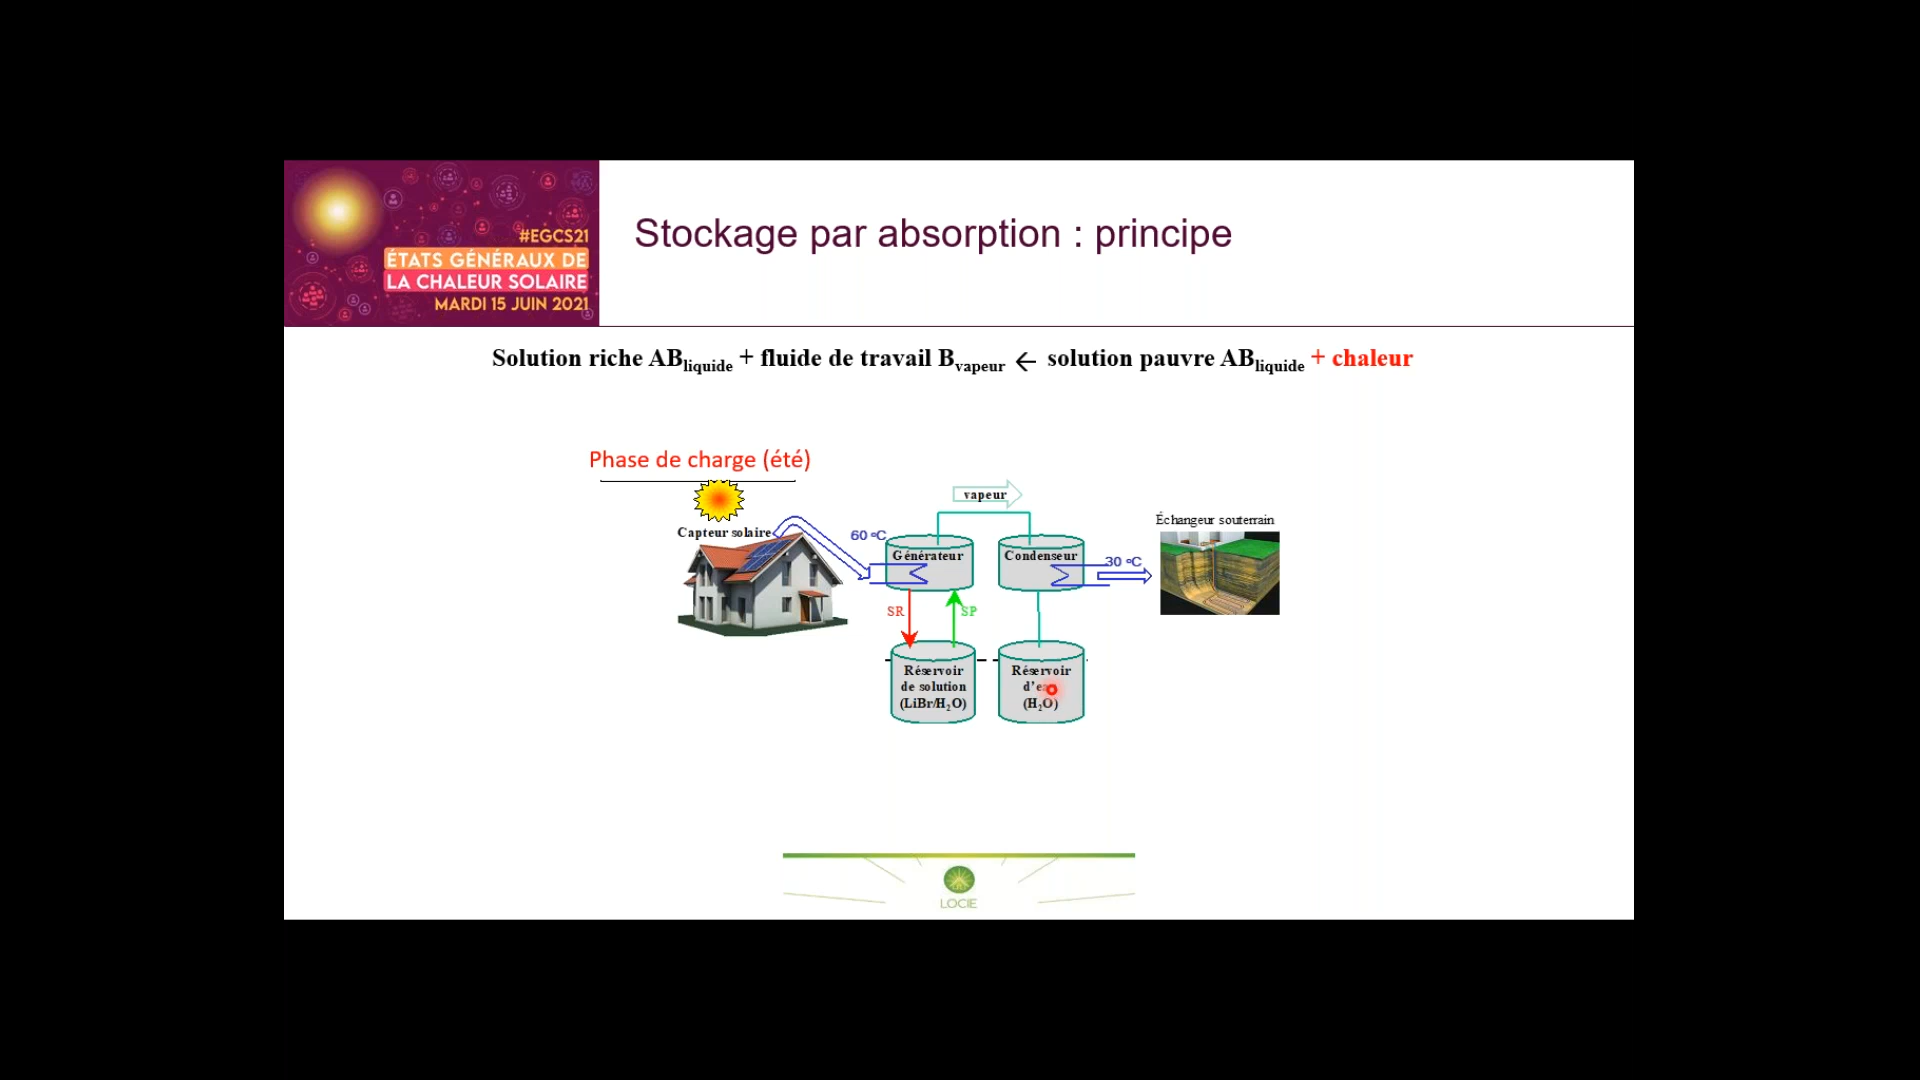 #EGCS21
ÉTATS GÉNÉRAUX DE
LA CHALEUR SOLAIRE
MARDI 15 JUIN 2021
Stockage par absorption : principe
Solution riche ABliquide + fluide de travail Bvapeur ← solution pauvre ABliquide + chaleur
Phase de charge (été)
vapeur
Capteur solaire
60 °C
Générateur
Condenseur
30 °C
Échangeur souterrain
SR
SP
Réservoir
de solution
(LiBr/H₂O)
Réservoir
(H₂O)
LOCIE